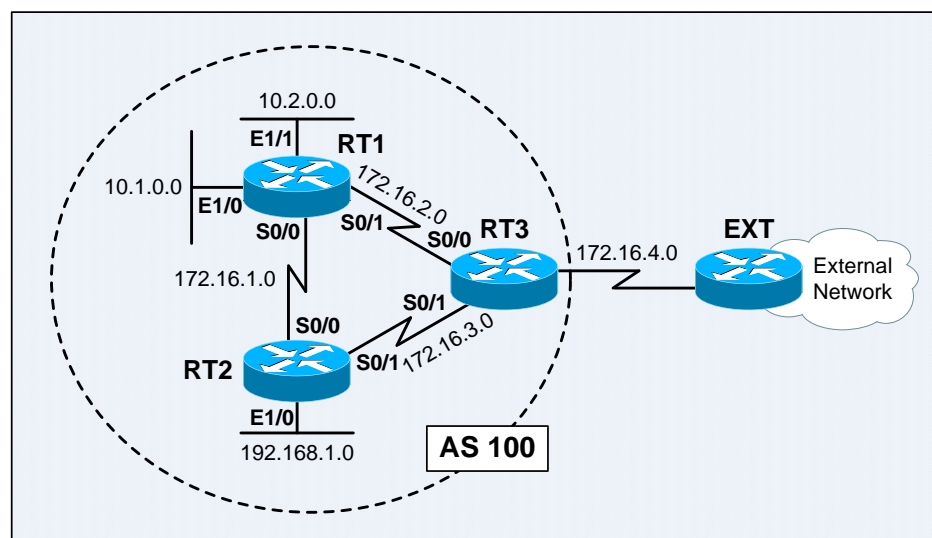 10.2.0.0
E1/1
RT1
10.1.0.0
E1/0
172.16.2.0
S0/0
S0/1
S0/0
RT3
172.16.4.0
EXT
External
Network
172.16.1.0
S0/0
S0/1
S0/1
172.16.3.0
RT2
E1/0
192.168.1.0
AS 100